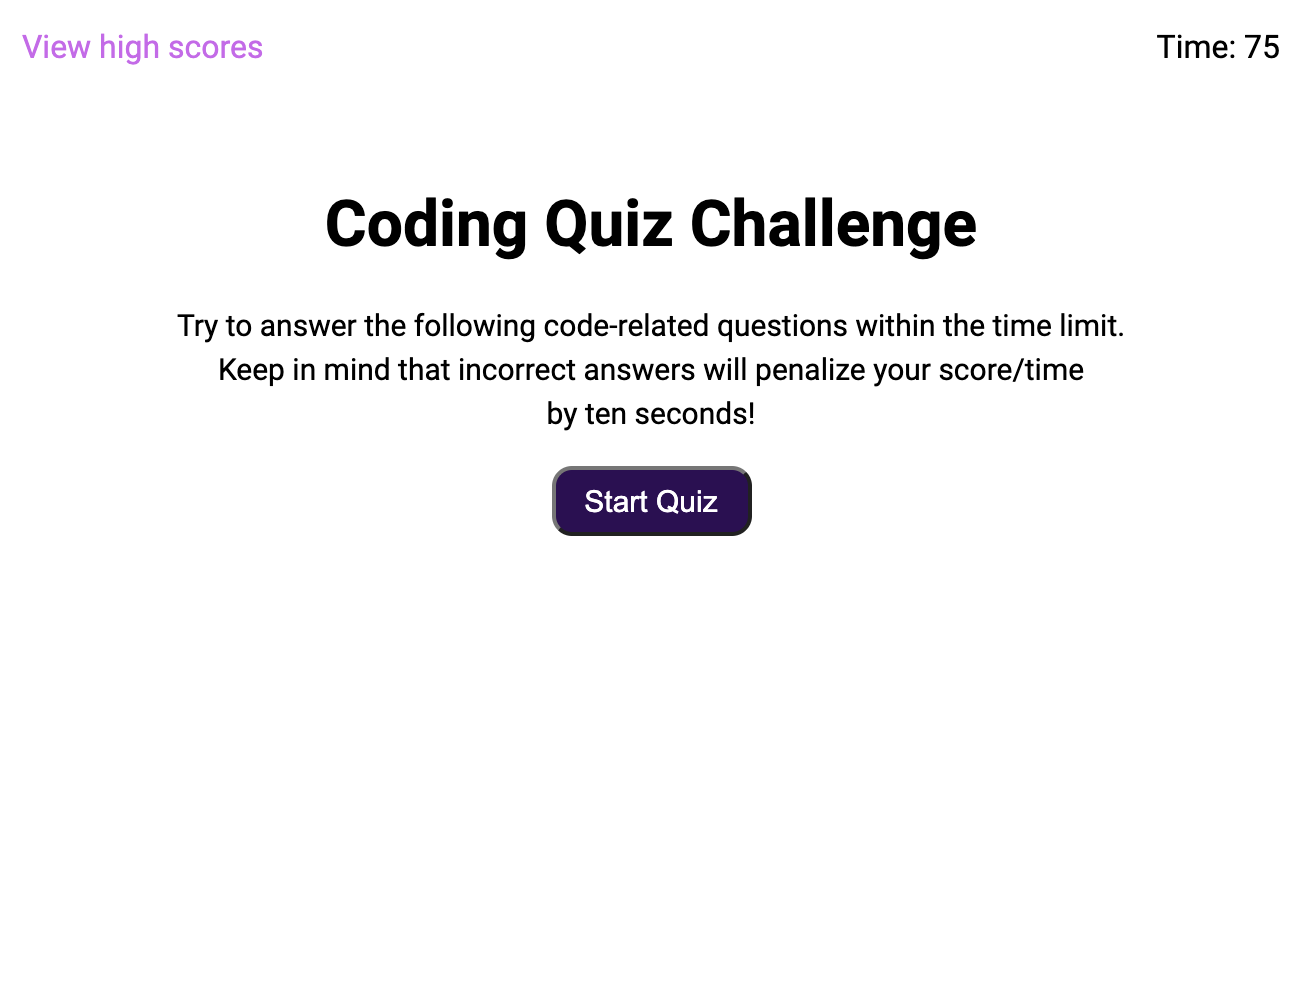 View high scores
Time: 75
Coding Quiz Challenge
Try to answer the following code-related questions within the time limit.
Keep in mind that incorrect answers will penalize your score/time
by ten seconds!
Start Quiz